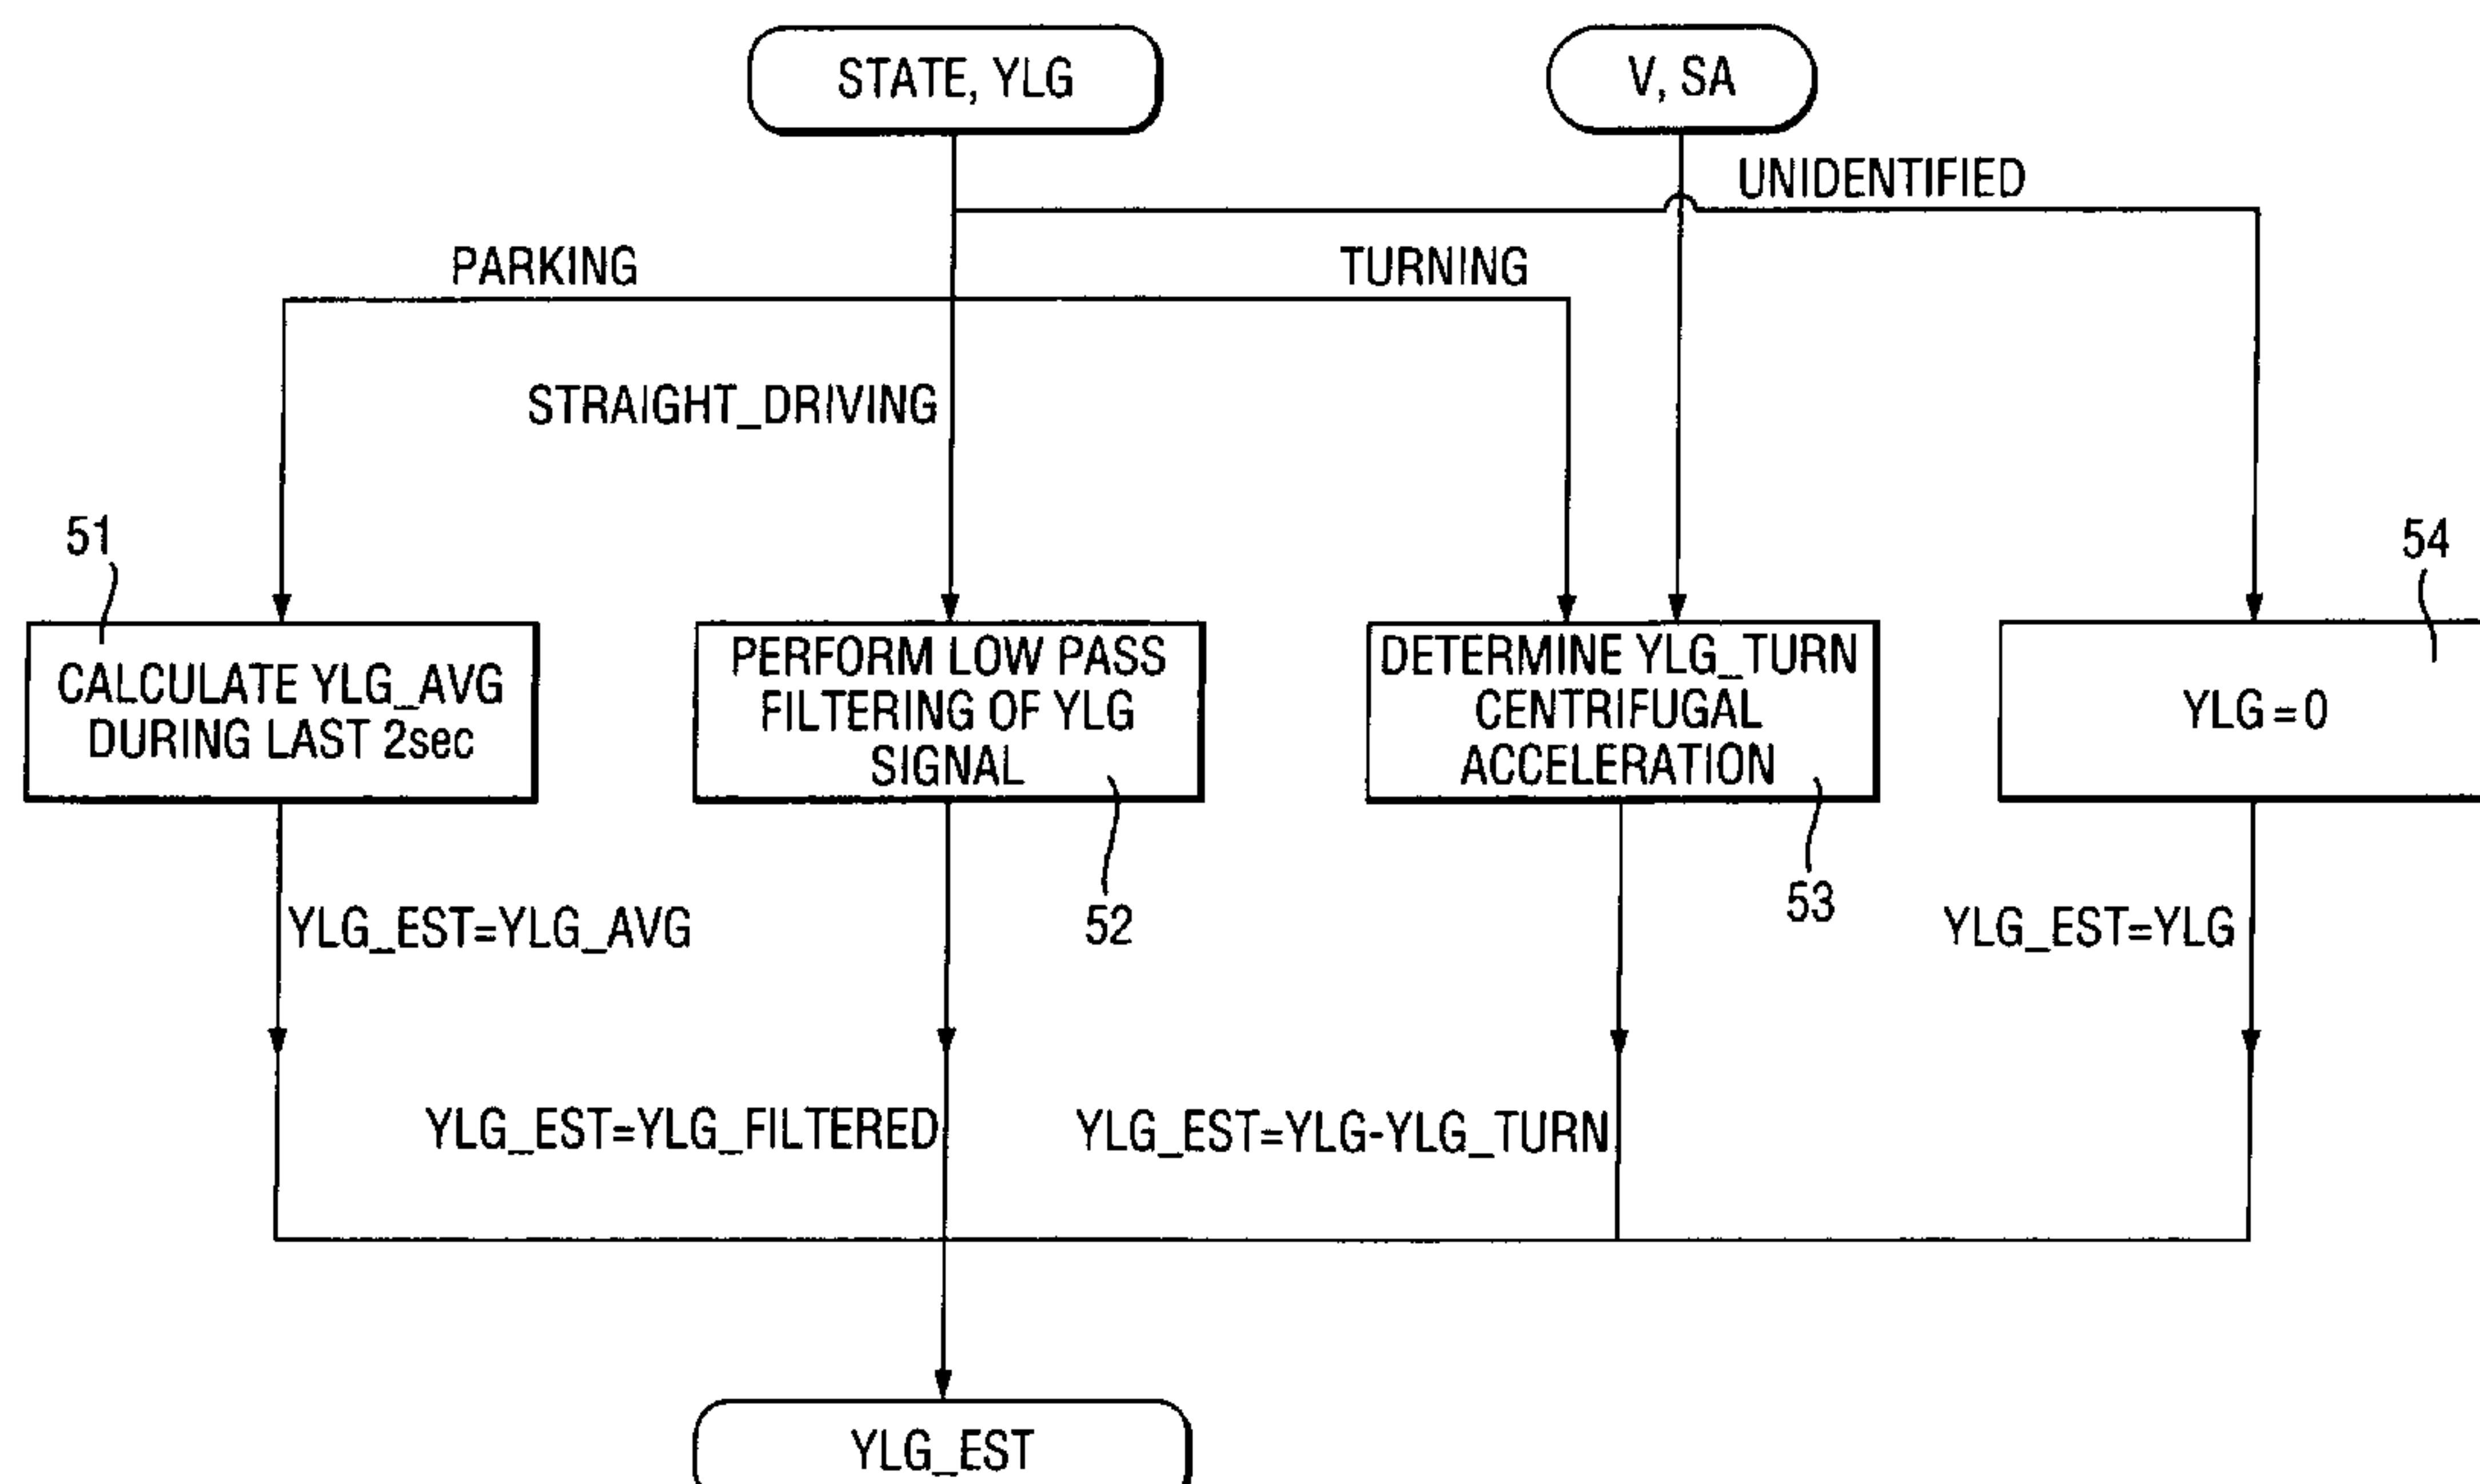 STATE, YLG
V, SA
UNIDENTIFIED
PARKING
TURNING
STRAIGHT_DRIVING
51
54
CALCULATE YLG_AVG
DURING LAST 2sec
PERFORM LOW PASS
FILTERING OF YLG
SIGNAL
DETERMINE YLG_TURN
CENTRIFUGAL
ACCELERATION
YLG = 0
52
53
YLG_EST=YLG_AVG
YLG_EST=YLG
YLG_EST=YLG_FILTERED
YLG_EST=YLG-YLG_TURN
YLG_EST